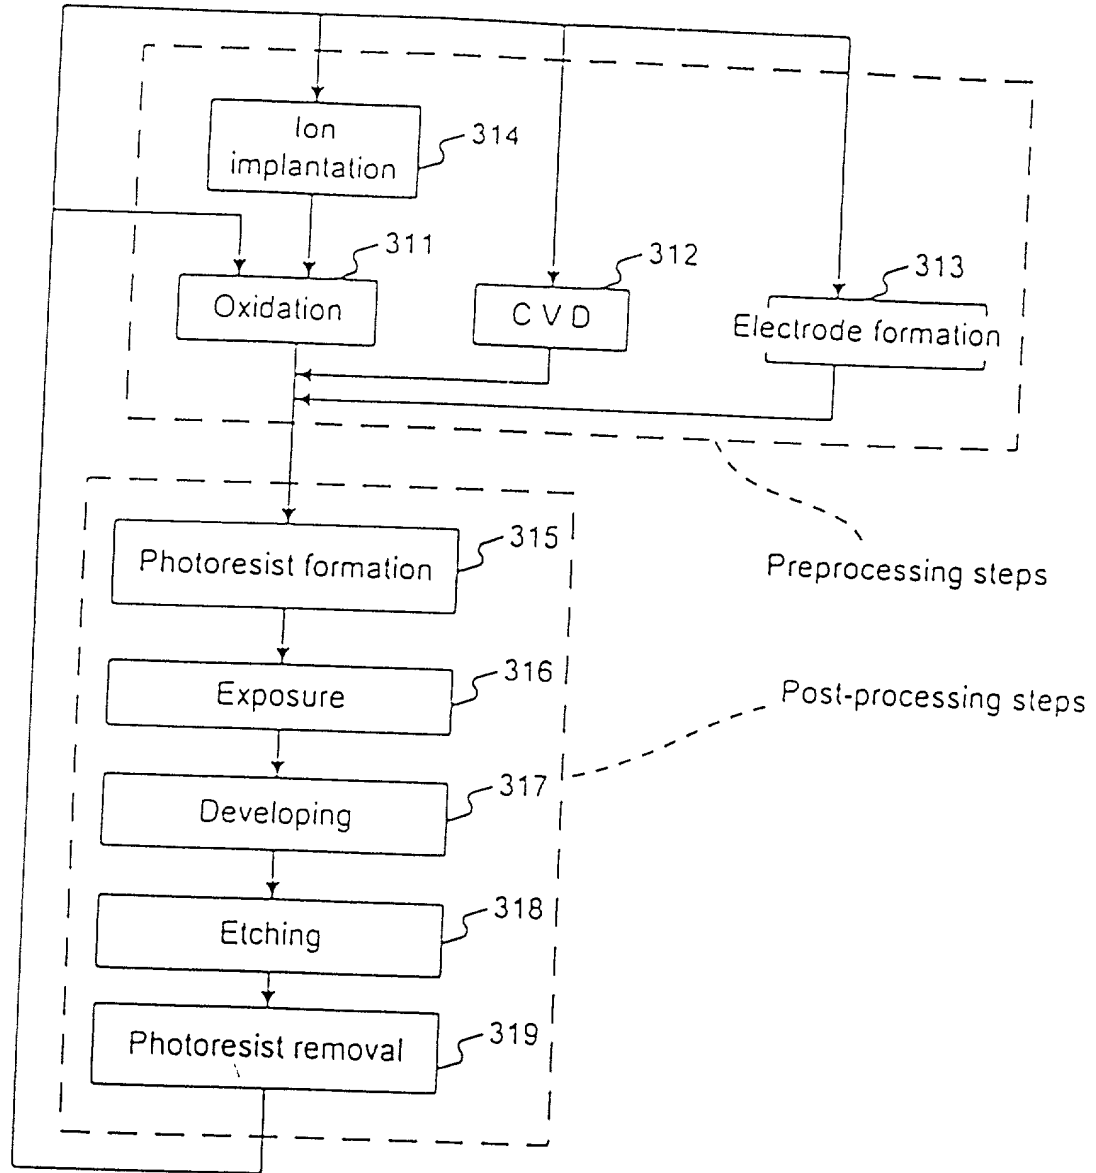 Ion
implantation
314
311
Oxidation
312
C V D
313
Electrode formation
Preprocessing steps
315
Photoresist formation
316
Exposure
Post-processing steps
317
Developing
318
Etching
319
Photoresist removal